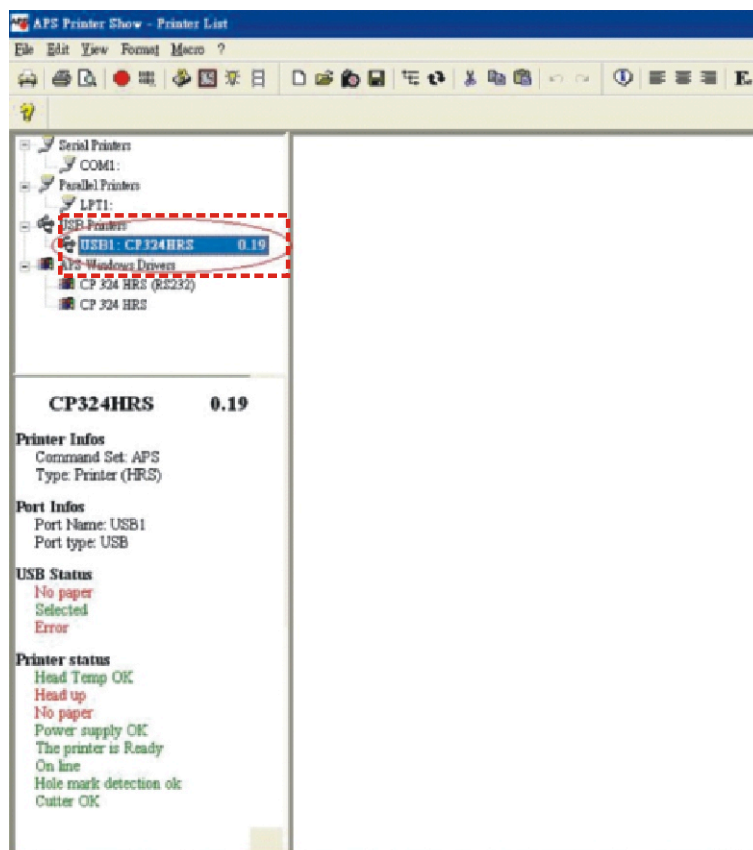 APS Printer Show - Printer List
File Edit View Format Macro ?
E.
Serial Printers
COM1:
Parallel Printers
LPT1:
USB Printers
USB1: CP324HRS 0.19
APS Windows Drivers
CP 324 HRS (RS232)
CP 324 HRS
CP324HRS 0.19
Printer Infos
Command Set: APS
Type: Printer (HRS)
Port Infos
Port Name: USB1
Port type: USB
USB Status
No paper
Selected
Error
Printer status
Head Temp OK
Head up
No paper
Power supply OK
The printer is Ready
On line
Hole mark detection ok
Cutter OK